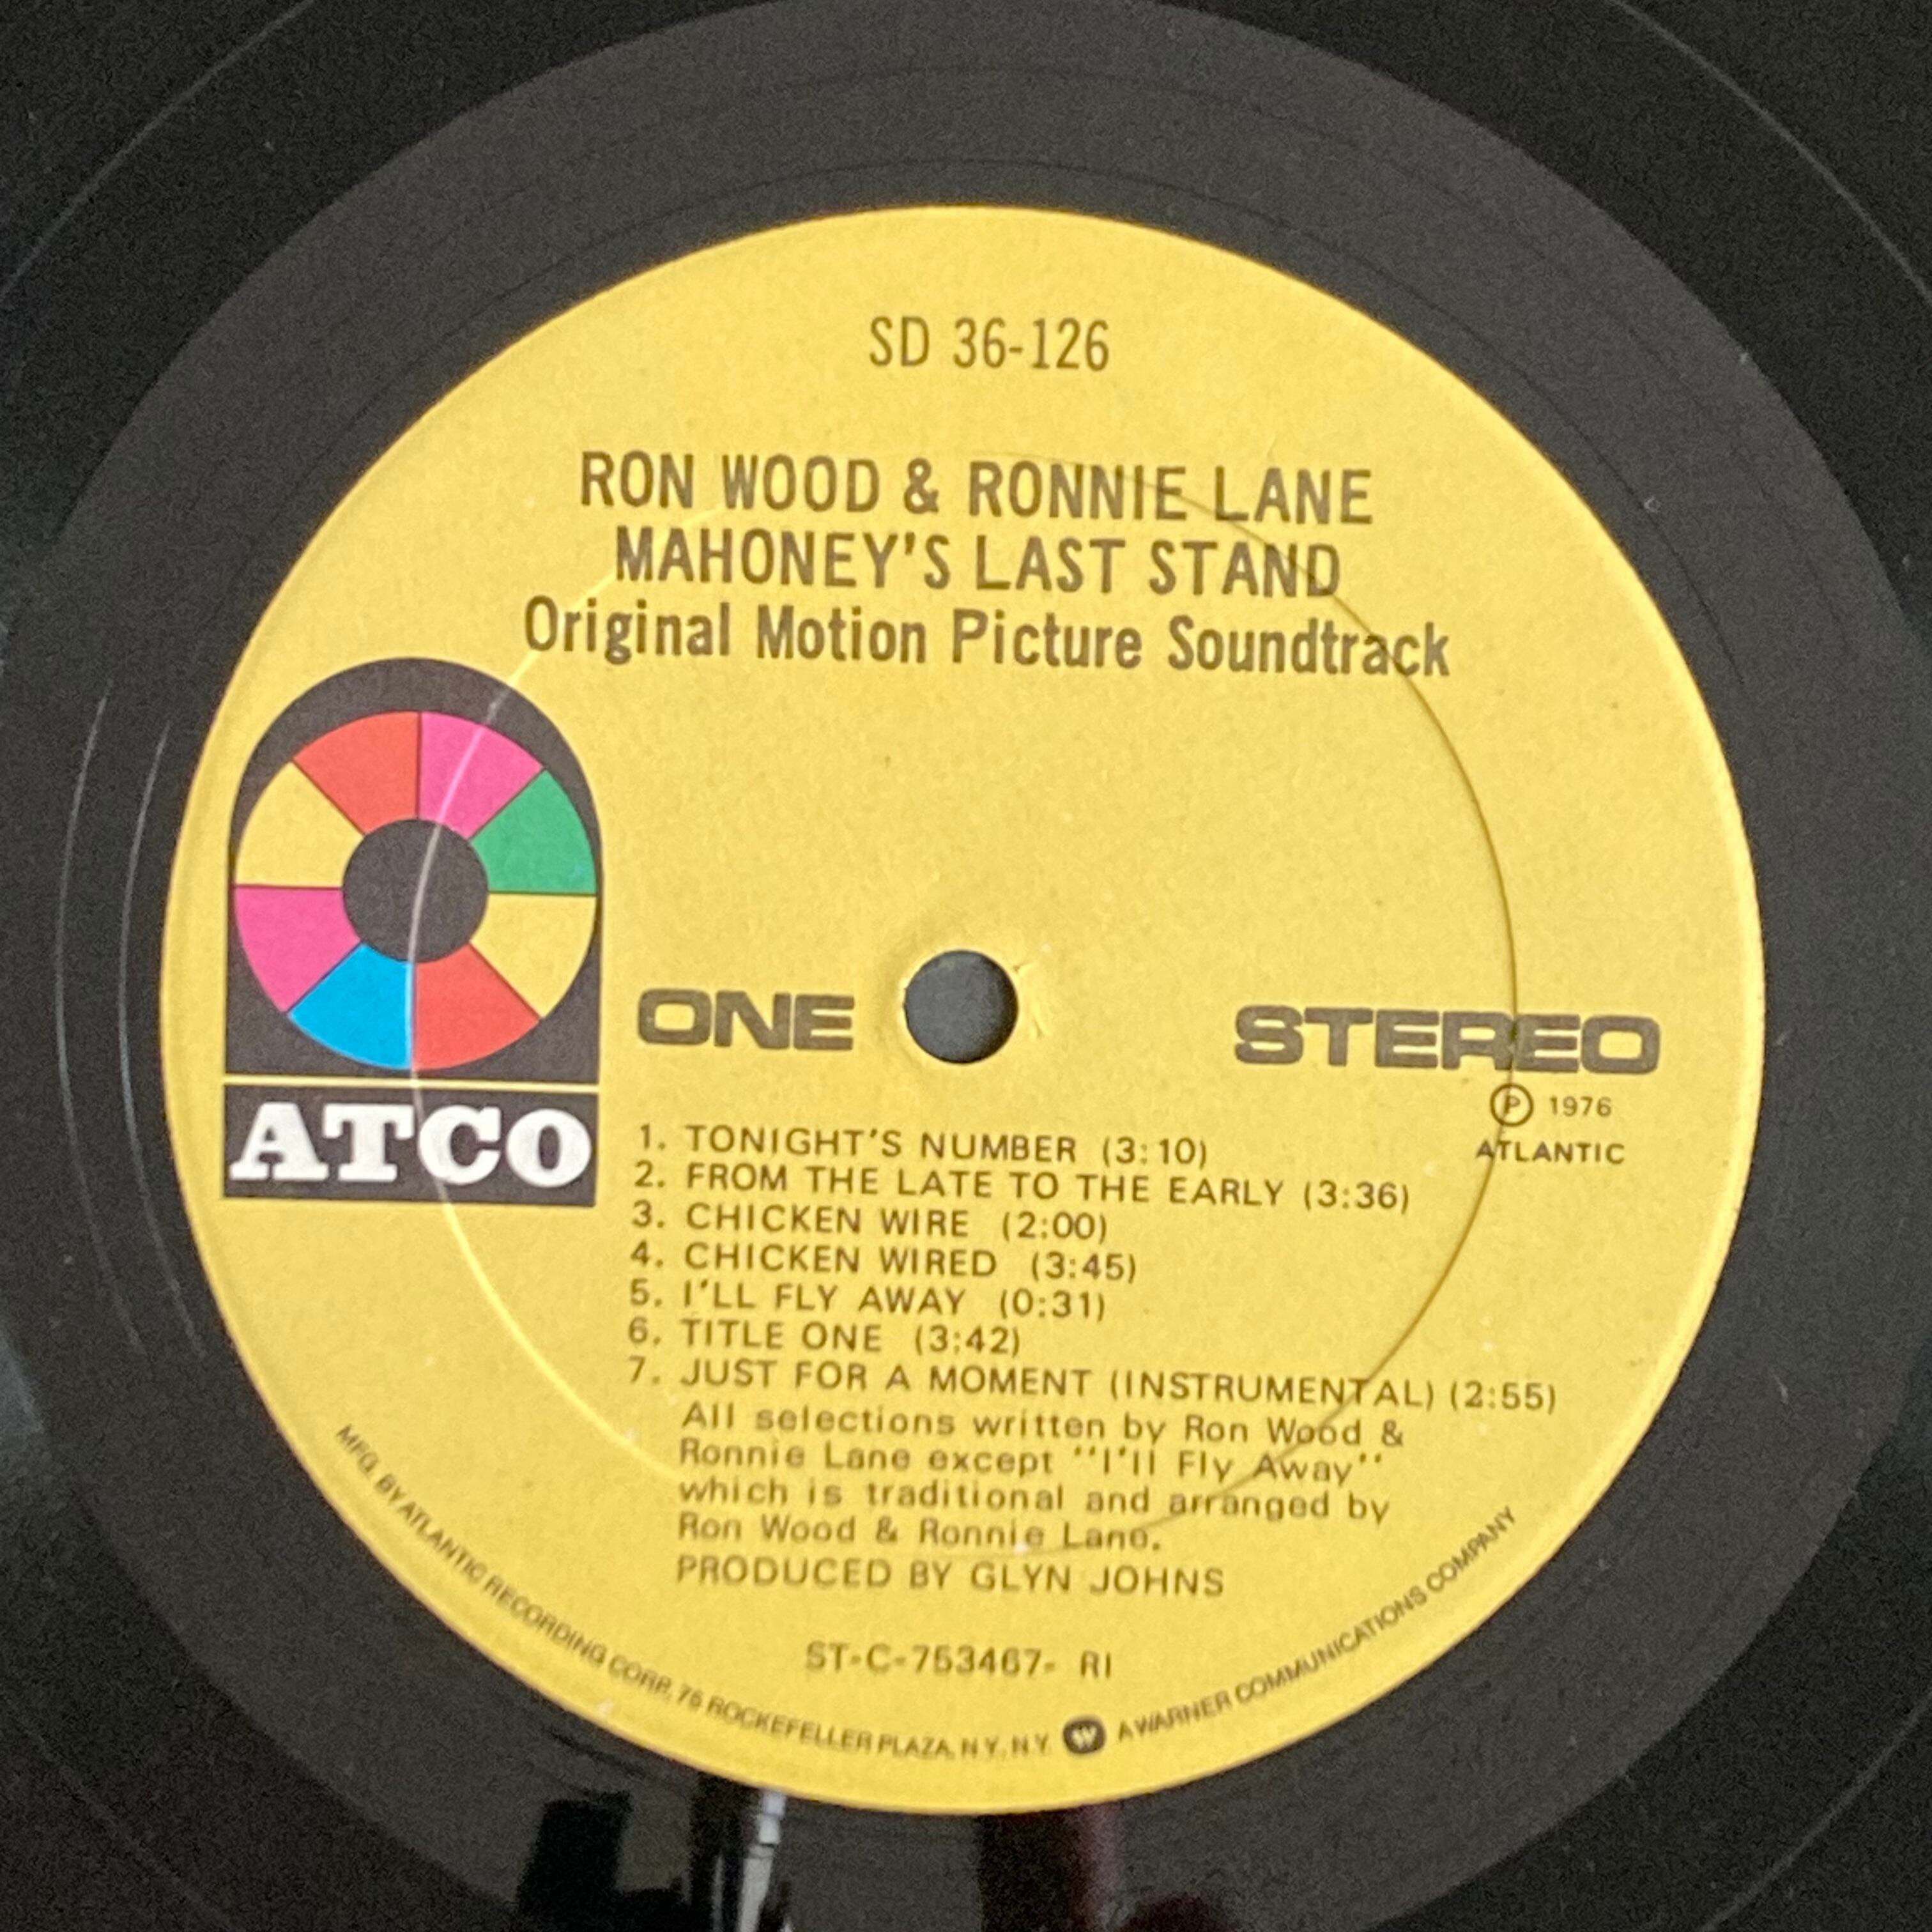 SD 36-126
RON WOOD & RONNIE LANE
MAHONEY'S LAST STAND
Original Motion Picture Soundtrack
ATCO
ONE
STEREO
Ⓟ 1976
ATLANTIC
1. TONIGHT'S NUMBER (3:10)
2. FROM THE LATE TO THE EARLY (3:36)
3. CHICKEN WIRE (2:00)
4. CHICKEN WIRED (3:45)
5. I'LL FLY AWAY (0:31)
6. TITLE ONE (3:42)
7. JUST FOR A MOMENT (INSTRUMENTAL) (2:55)
All selections written by Ron Wood &
Ronnie Lane except "I'll Fly Away"
which is traditional and arranged by
Ron Wood & Ronnie Lane.
PRODUCED BY GLYN JOHNS
ST-C-753467- RI
MFG. BY ATLANTIC RECORDING CORP., 75 ROCKEFELLER PLAZA, N.Y., N.Y. W A WARNER COMMUNICATIONS COMPANY